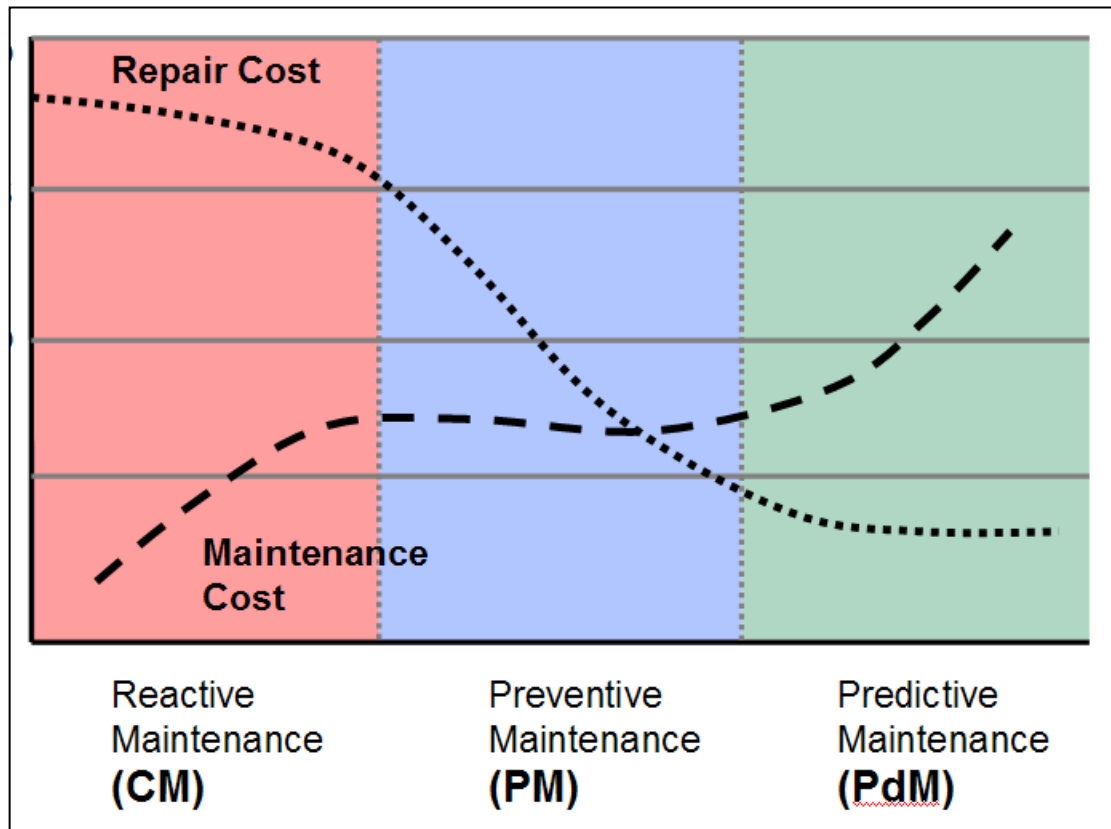 Repair Cost
Maintenance
Cost
Reactive
Maintenance
(CM)
Preventive
Maintenance
(PM)
Predictive
Maintenance
(PdM)